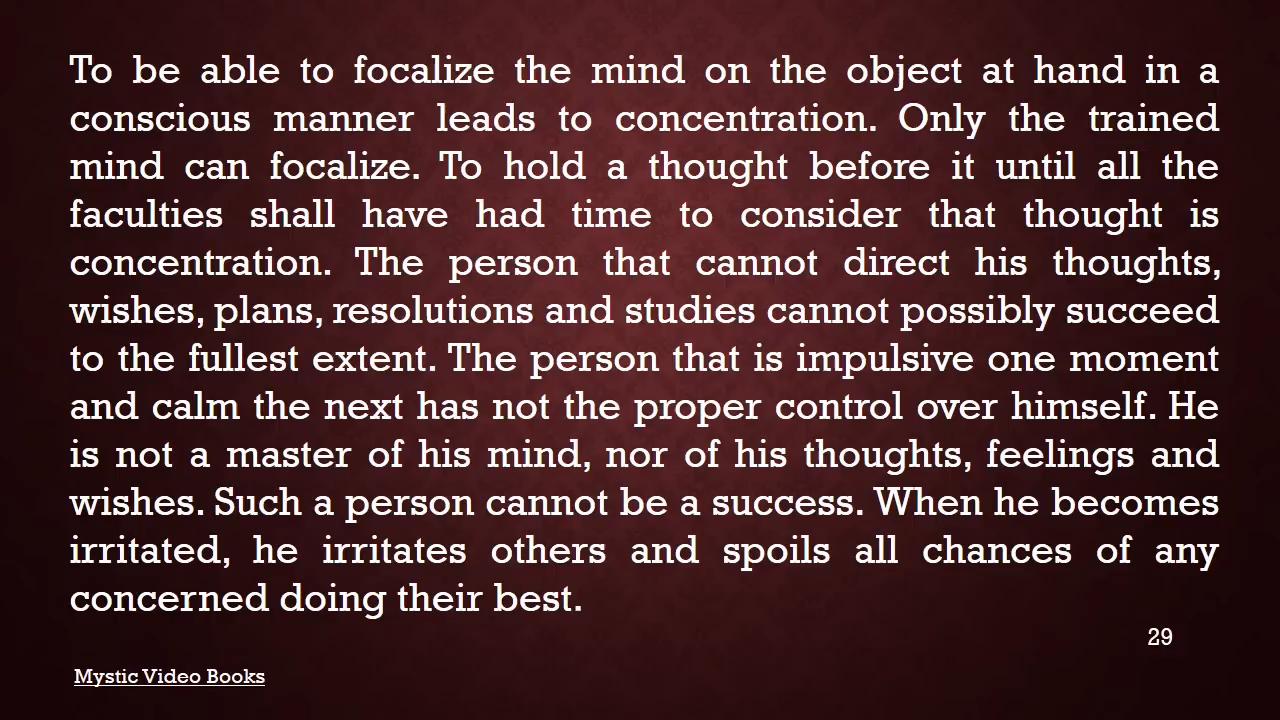 To be able to focalize the mind on the object at hand in a
conscious manner leads to concentration. Only the trained
mind can focalize. To hold a thought before it until all the
faculties shall have had time to consider that thought is
concentration. The person that cannot direct his thoughts,
wishes, plans, resolutions and studies cannot possibly succeed
to the fullest extent. The person that is impulsive one moment
and calm the next has not the proper control over himself. He
is not a master of his mind, nor of his thoughts, feelings and
wishes. Such a person cannot be a success. When he becomes
irritated, he irritates others and spoils all chances of any
concerned doing their best.
29
Mystic Video Books